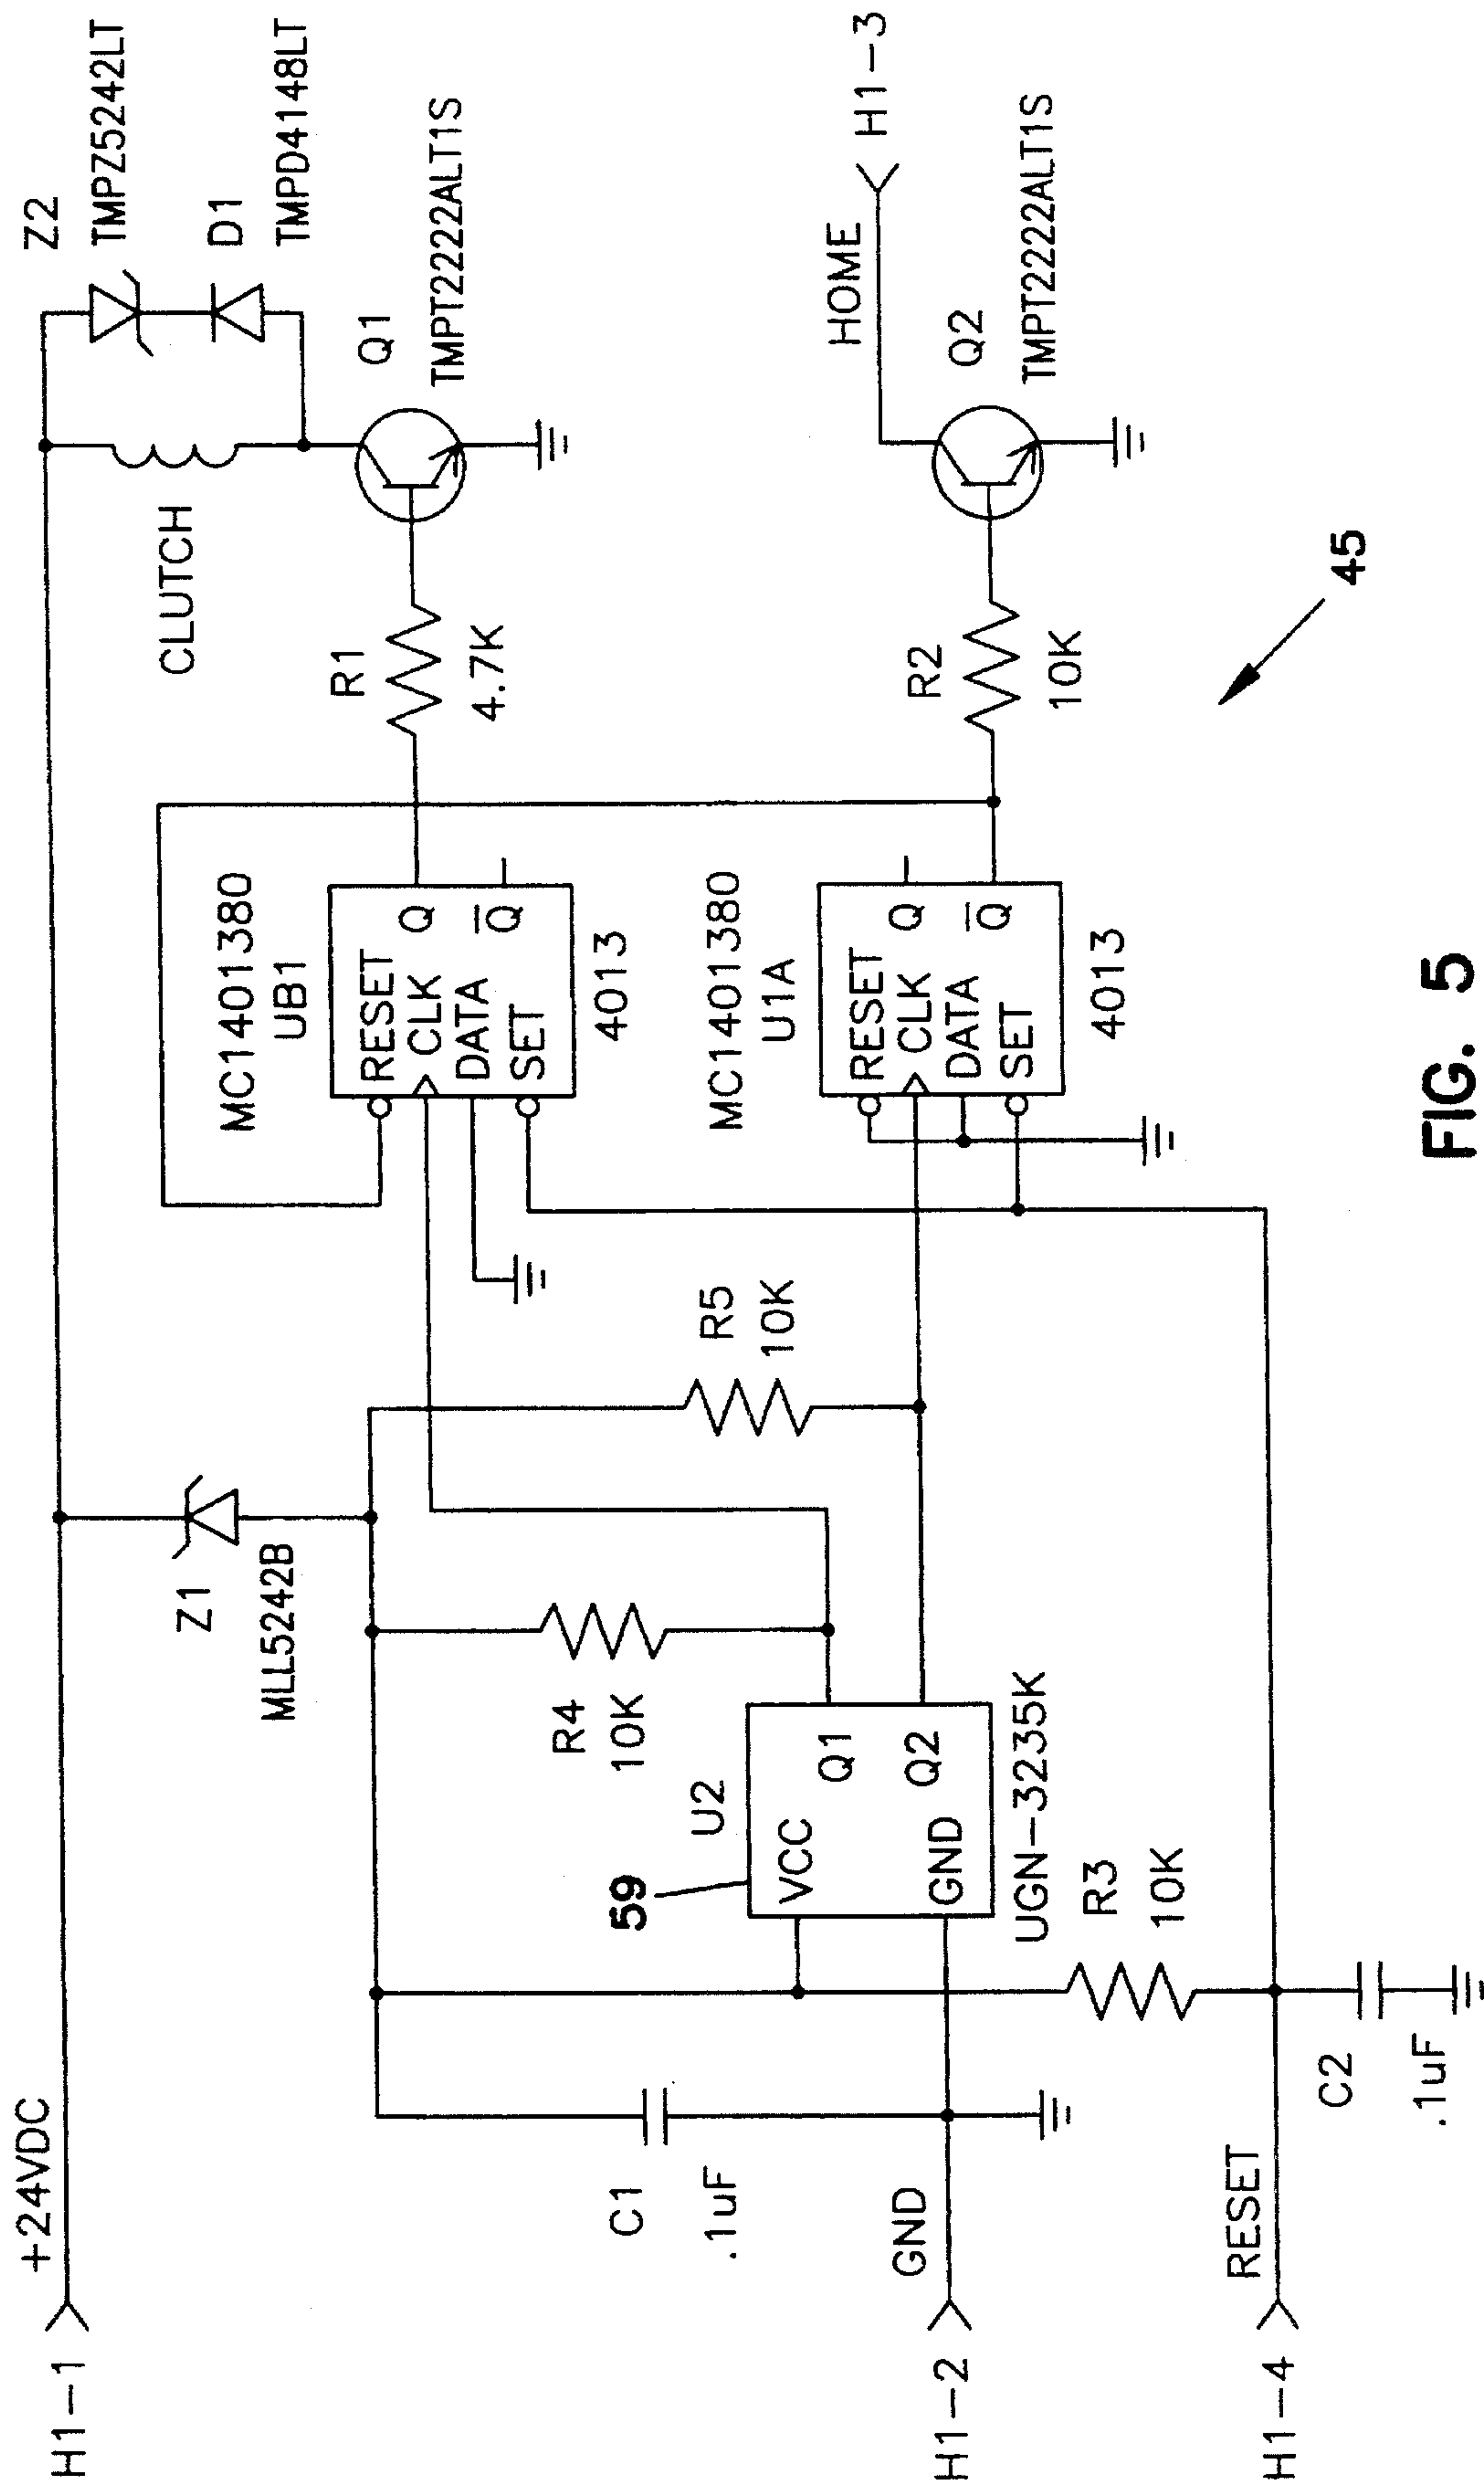 H1-1
+24VDC
Z1
MLL5242B
CLUTCH
Z2
TMPZ5242LT
D1
TMPD4148LT
Q1
TMPT2222ALT1S
R1
4.7K
MC1401380
UB1
RESET
CLK
DATA
SET
Q
Q
4013
R4
10K
R5
10K
C1
.1uF
59
U2
VCC
GND
Q1
Q2
UGN-3235K
MC1401380
U1A
RESET
CLK
DATA
SET
Q
Q
4013
R2
10K
HOME
H1-3
Q2
TMPT2222ALT1S
H1-2
GND
R3
10K
H1-4
RESET
C2
.1uF
45
FIG. 5